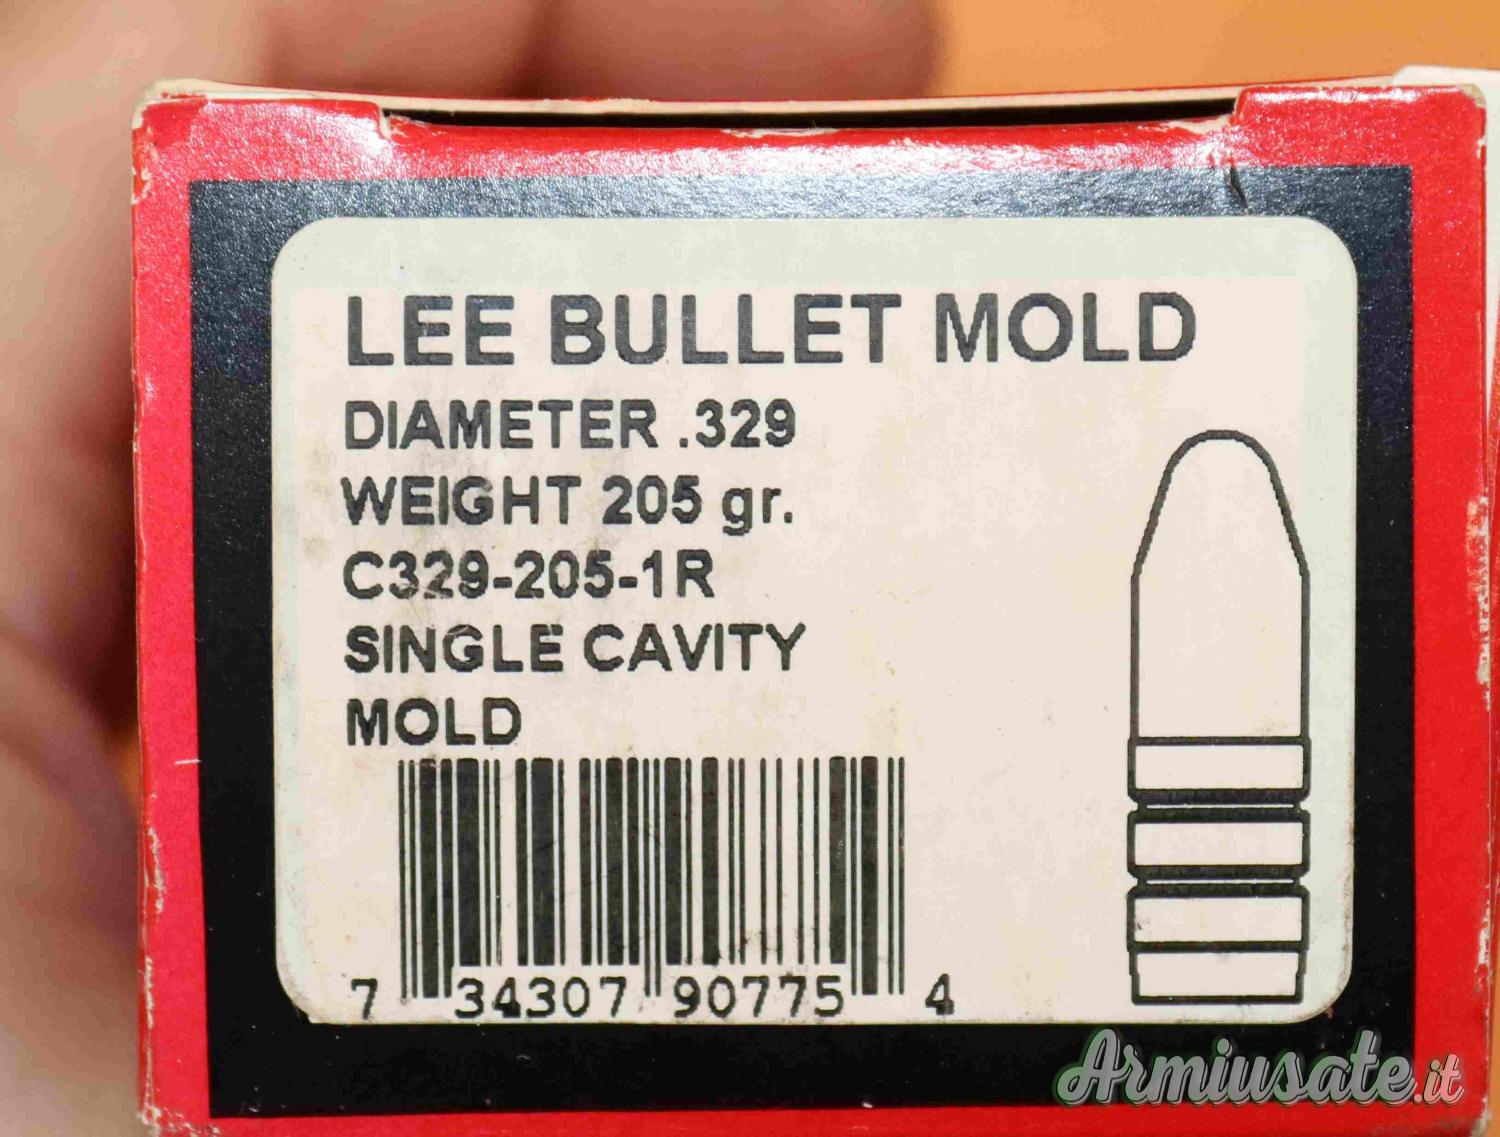 LEE BULLET MOLD
DIAMETER .329
WEIGHT 205 gr.
C329-205-1R
SINGLE CAVITY
MOLD
7 34307 90775 4
Armiusate.it